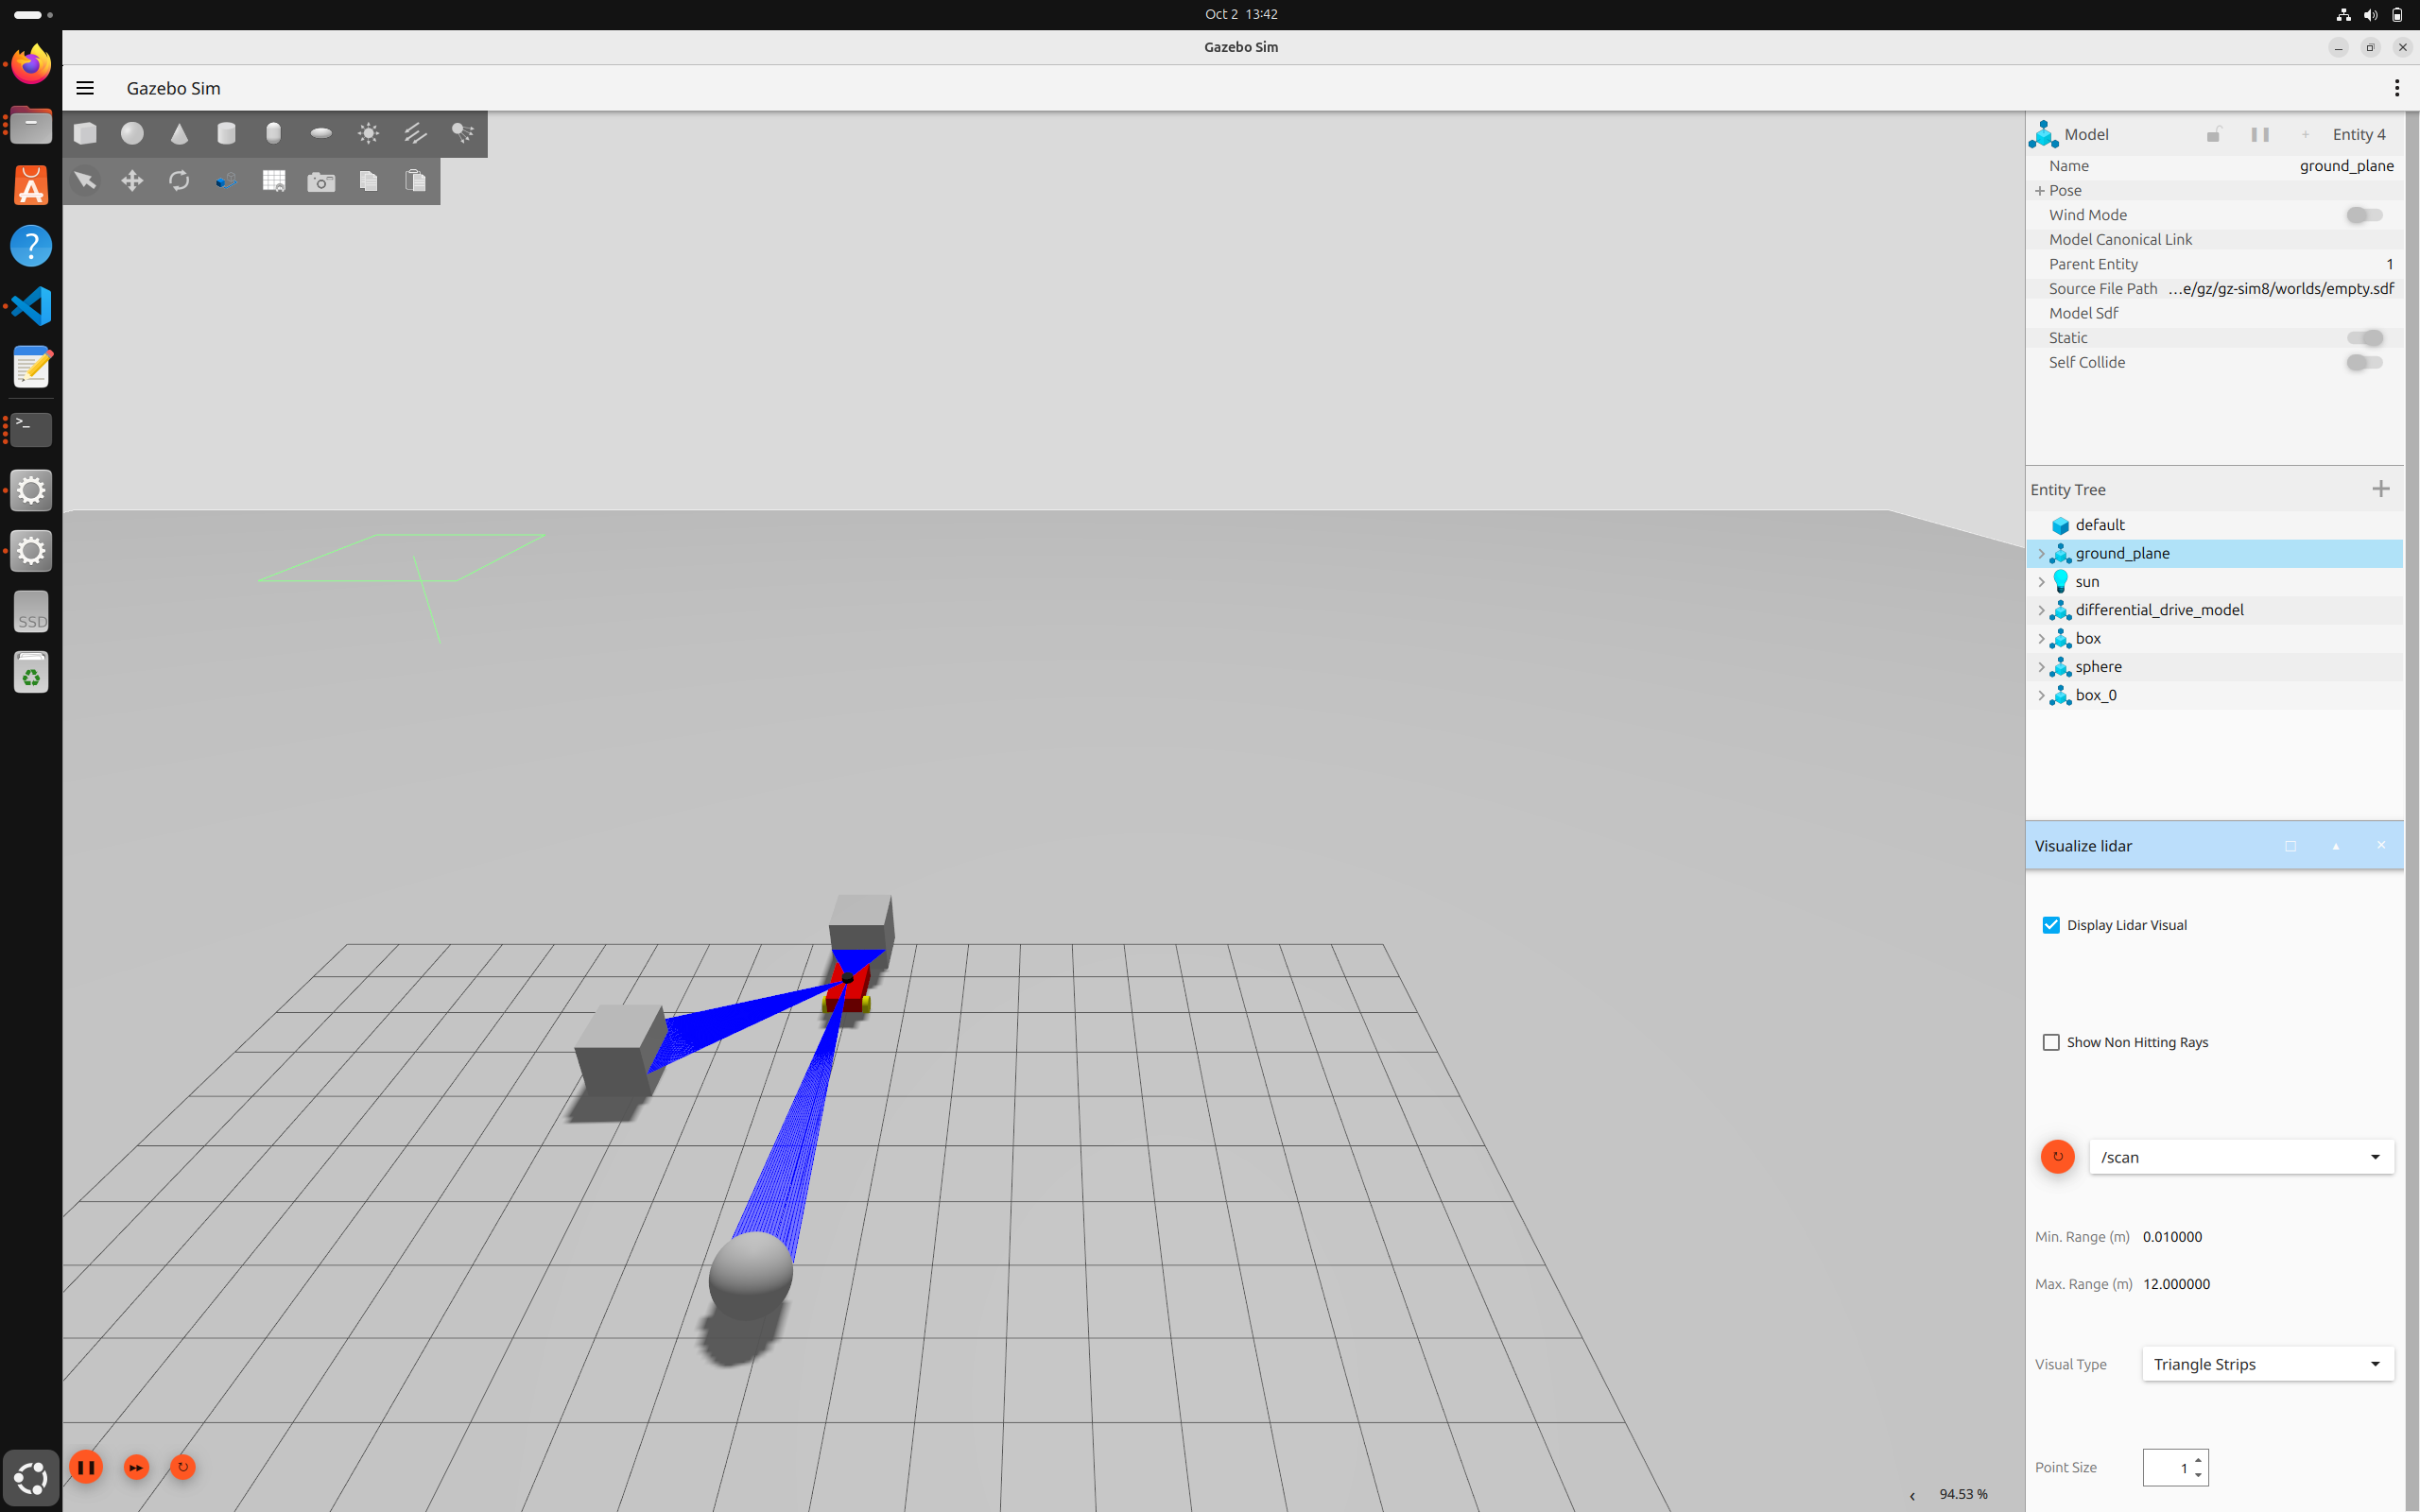 Oct 2 13:42
Gazebo Sim
Gazebo Sim
Model
Entity 4
Name ground_plane
Pose
Wind Mode
Model Canonical Link
Parent Entity 1
Source File Path ...e/gz/gz-sim8/worlds/empty.sdf
Model Sdf
Static
Self Collide
Entity Tree
default
ground_plane
sun
differential_drive_model
box
sphere
box_0
Visualize lidar
Display Lidar Visual
Show Non Hitting Rays
/scan
Min. Range (m) 0.010000
Max. Range (m) 12.000000
Visual Type Triangle Strips
Point Size 1
94.53 %
SSD